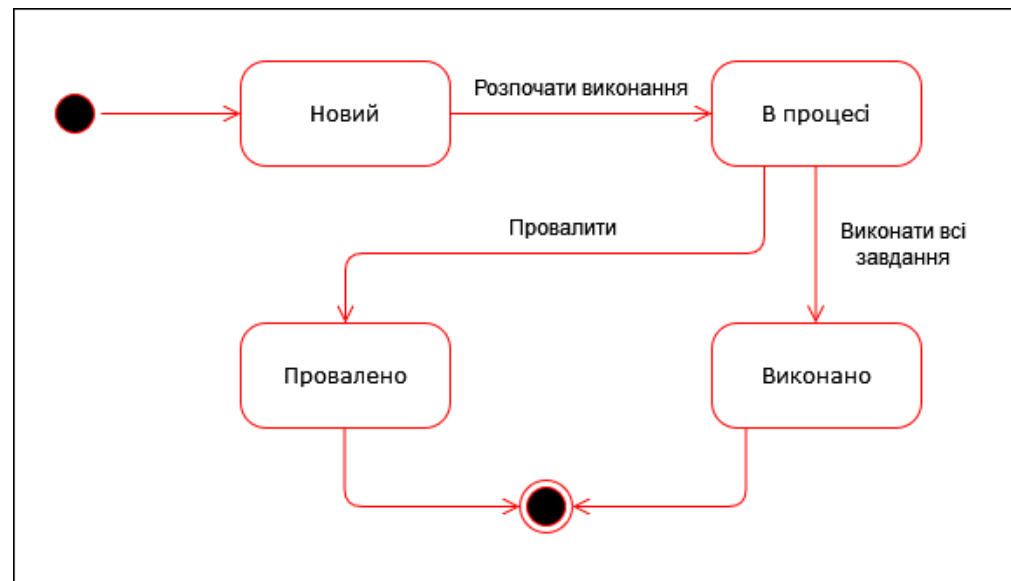 Новий
Розпочати виконання
В процесі
Провалити
Виконати всі
завдання
Провалено
Виконано